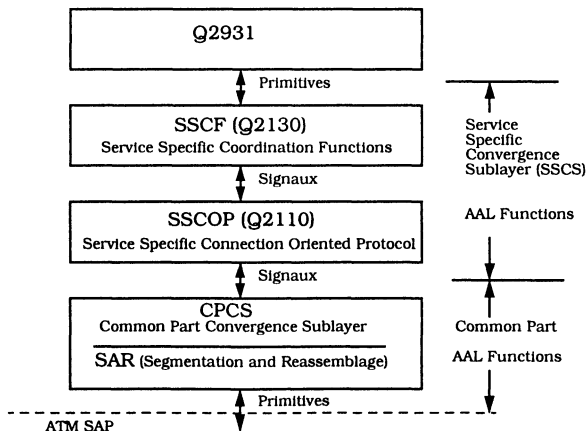 Q2931
Primitives
SSCF (Q2130)
Service Specific Coordination Functions
Signaux
SSCOP (Q2110)
Service Specific Connection Oriented Protocol
Signaux
CPCS
Common Part Convergence Sublayer
SAR (Segmentation and Reassemblage)
Primitives
ATM SAP
Service
Specific
Convergence
Sublayer (SSCS)
AAL Functions
Common Part
AAL Functions